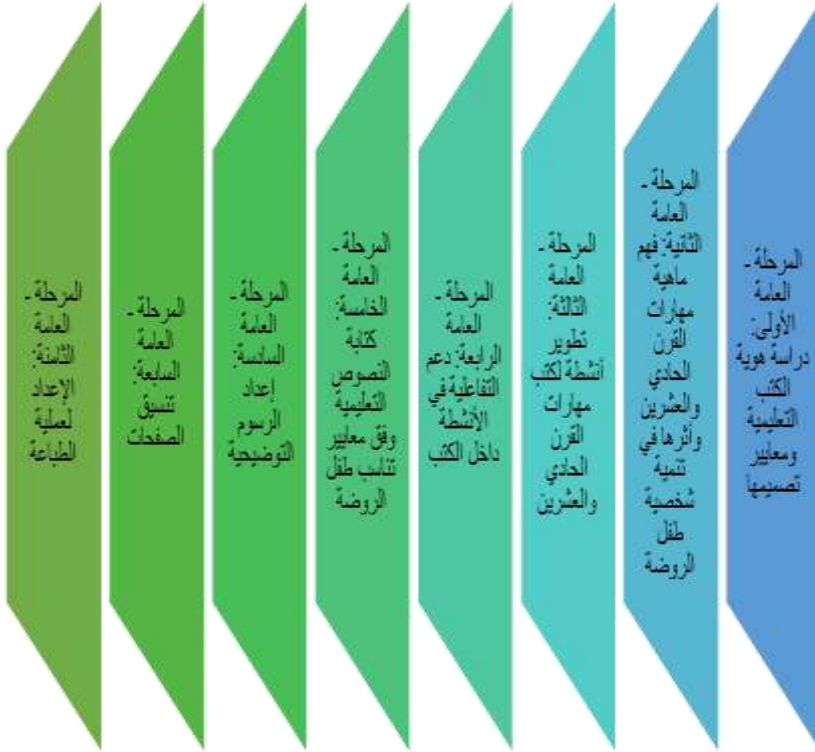 المرحلة -
العامة
الأولى:
دراسة هوية
الكتب
التعليمية
ومعايير
تصميمها
المرحلة -
العامة
الثانية: فهم
ماهية
مهارات
القرن
الحادي
والعشرين
وأثرها في
تنمية
شخصية
طفل
الروضة
المرحلة -
العامة
الثالثة:
تطوير
أنشطة لكتب
مهارات
القرن
الحادي
والعشرين
المرحلة -
العامة
الرابعة: دعم
التفاعلية في
الأنشطة
داخل الكتب
المرحلة -
العامة
الخامسة:
كتابة
النصوص
التعليمية
وفق معايير
تناسب طفل
الروضة
المرحلة -
العامة
السادسة:
إعداد
الرسوم
التوضيحية
المرحلة -
العامة
السابعة:
تنسيق
الصفحات
المرحلة -
العامة
الثامنة:
الإعداد
لعملية
الطباعة